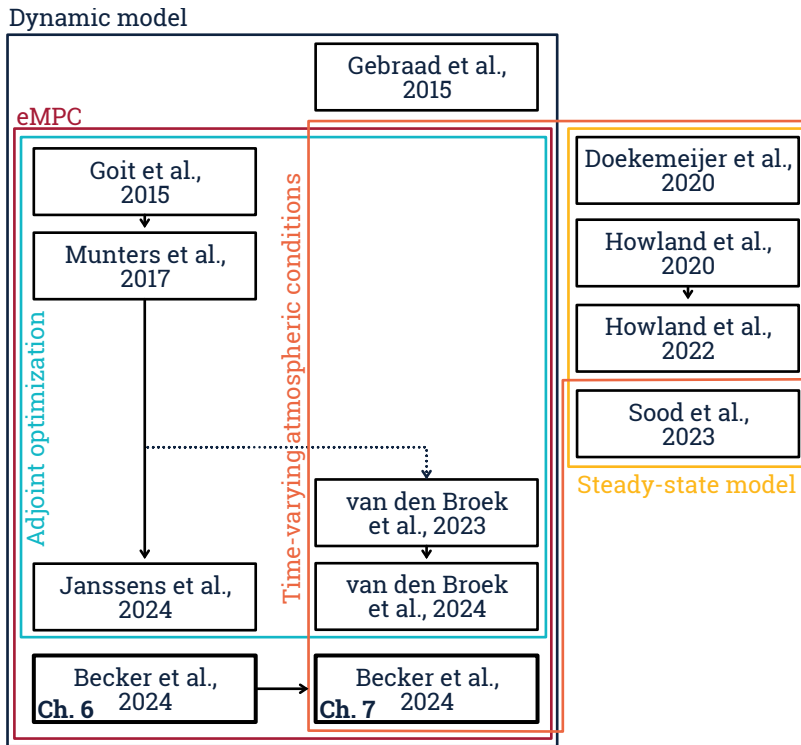 Dynamic model
Gebraad et al.,
2015
eMPC
Goit et al.,
2015
Munters et al.,
2017
Adjoint optimization
Time-varying atmospheric conditions
Doekemeijer et al.,
2020
Howland et al.,
2020
Howland et al.,
2022
Sood et al.,
2023
Steady-state model
van den Broek
et al., 2023
Janssens et al.,
2024
van den Broek
et al., 2024
Becker et al.,
2024
Ch. 6
Becker et al.,
2024
Ch. 7